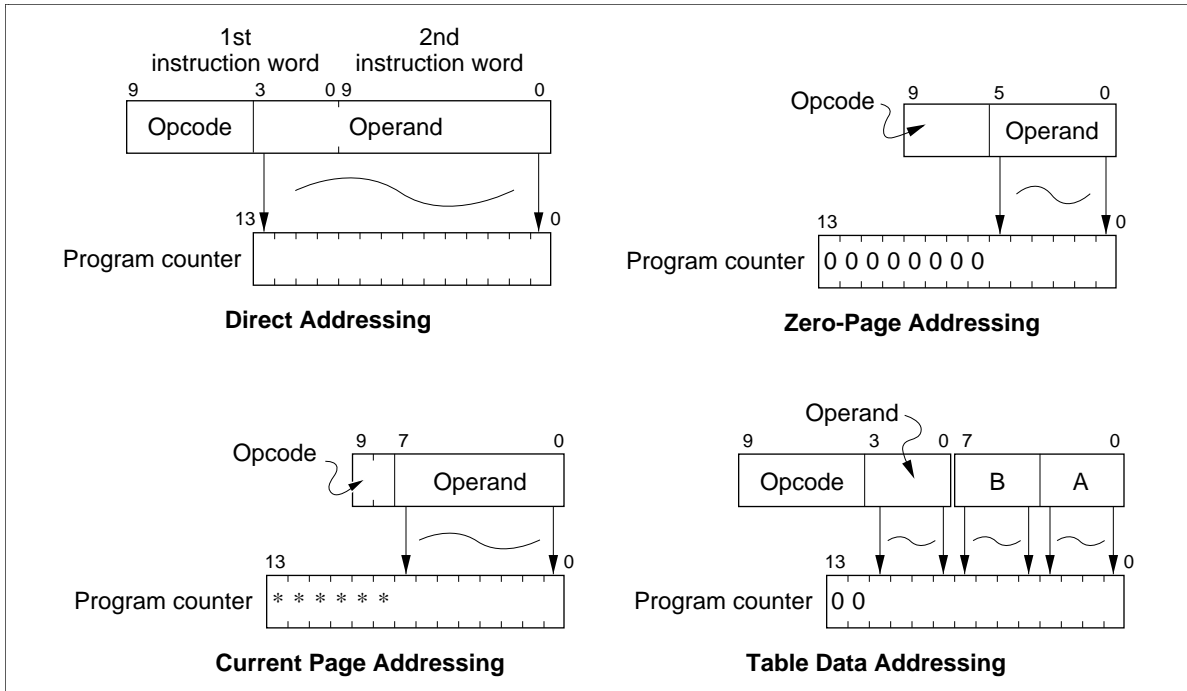 1st
instruction word
2nd
instruction word
9 3 0 9 0
Opcode Operand
13 0
Program counter
Direct Addressing
9 5 0
Opcode
Operand
13 0
Program counter 0 0 0 0 0 0 0 0
Zero-Page Addressing
9 7 0
Opcode
Operand
13 0
Program counter * * * * * *
Current Page Addressing
Operand
9 3 0 7 0
Opcode B A
13 0
Program counter 0 0
Table Data Addressing